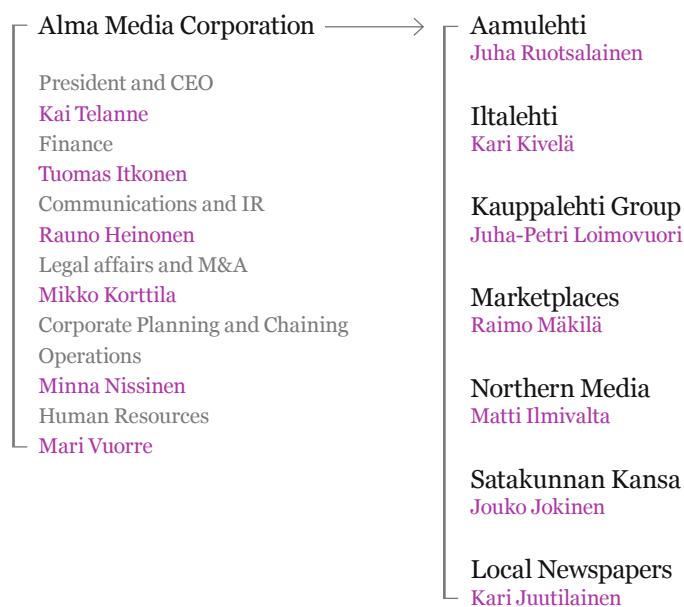 Alma Media Corporation
President and CEO
Kai Telanne
Finance
Tuomas Itkonen
Communications and IR
Rauno Heinonen
Legal affairs and M&A
Mikko Korttila
Corporate Planning and Chaining
Operations
Minna Nissinen
Human Resources
Mari Vuorre
Aamulehti
Juha Ruotsalainen
Iltalehti
Kari Kivelä
Kauppalehti Group
Juha-Petri Loimovuori
Marketplaces
Raimo Mäkilä
Northern Media
Matti Ilmivalta
Satakunnan Kansa
Jouko Jokinen
Local Newspapers
Kari Juutilainen